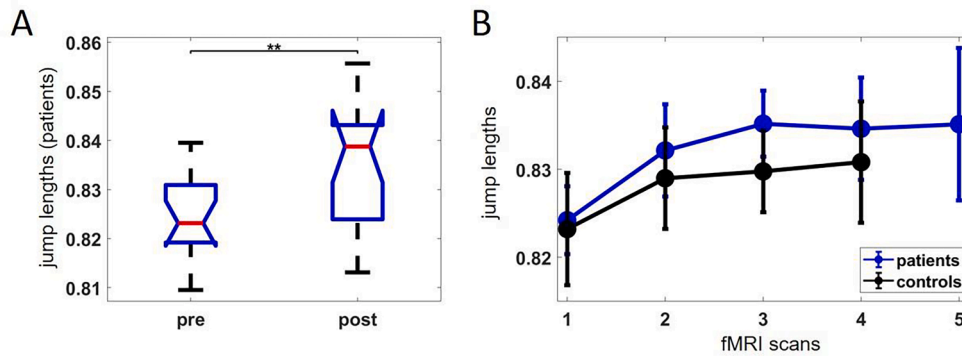 A
jump lengths (patients)
0.86
0.85
0.84
0.83
0.82
0.81
**
pre post
B
jump lengths
0.84
0.83
0.82
patients
controls
1 2 3 4 5
fMRI scans